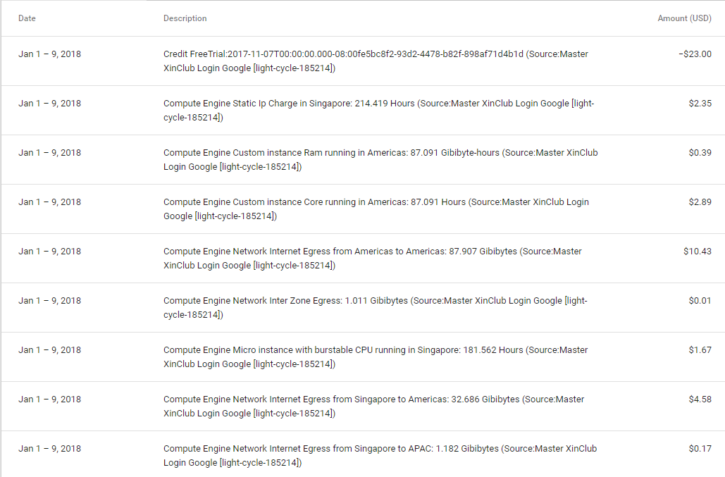 Date Description Amount (USD)
Jan 1 – 9, 2018 Credit FreeTrial:2017-11-07T00:00:00.000-08:00fe5bc8f2-93d2-4478-b82f-898af71d4b1d (Source:Master −$23.00
XinClub Login Google [light-cycle-185214])
Jan 1 – 9, 2018 Compute Engine Static Ip Charge in Singapore: 214.419 Hours (Source:Master XinClub Login Google [light- $2.35
cycle-185214])
Jan 1 – 9, 2018 Compute Engine Custom instance Ram running in Americas: 87.091 Gibibyte-hours (Source:Master XinClub $0.39
Login Google [light-cycle-185214])
Jan 1 – 9, 2018 Compute Engine Custom instance Core running in Americas: 87.091 Hours (Source:Master XinClub Login $2.89
Google [light-cycle-185214])
Jan 1 – 9, 2018 Compute Engine Network Internet Egress from Americas to Americas: 87.907 Gibibytes (Source:Master $10.43
XinClub Login Google [light-cycle-185214])
Jan 1 – 9, 2018 Compute Engine Network Inter Zone Egress: 1.011 Gibibytes (Source:Master XinClub Login Google [light- $0.01
cycle-185214])
Jan 1 – 9, 2018 Compute Engine Micro instance with burstable CPU running in Singapore: 181.562 Hours (Source:Master $1.67
XinClub Login Google [light-cycle-185214])
Jan 1 – 9, 2018 Compute Engine Network Internet Egress from Singapore to Americas: 32.686 Gibibytes (Source:Master $4.58
XinClub Login Google [light-cycle-185214])
Jan 1 – 9, 2018 Compute Engine Network Internet Egress from Singapore to APAC: 1.182 Gibibytes (Source:Master XinClub $0.17
Login Google [light-cycle-185214])